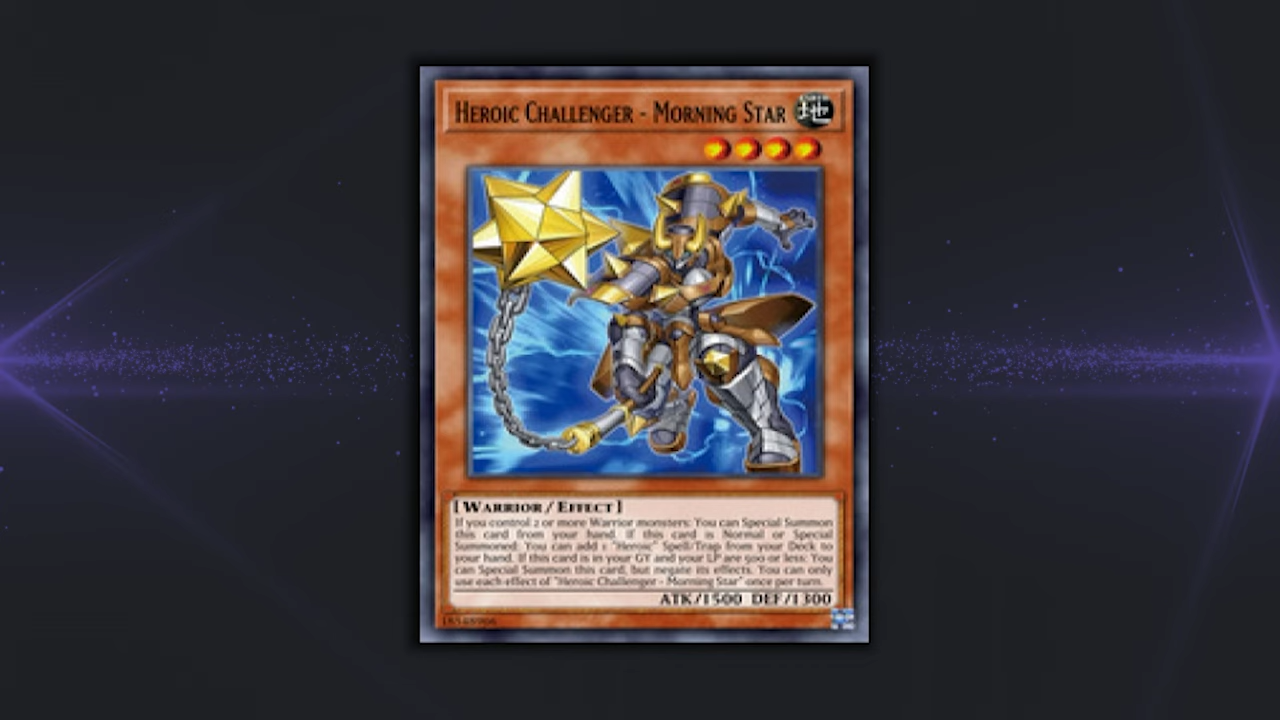 HEROIC CHALLENGER - MORNING STAR
地
[WARRIOR/EFFECT]
If you control 2 or more Warrior monsters: You can Special Summon
this card from your hand. If this card is Normal or Special
Summoned: You can add 1 "Heroic" Spell/Trap from your Deck to
your hand. If this card is in your GY and your LP are 500 or less: You
can Special Summon this card, but negate its effects. You can only
use each effect of "Heroic Challenger - Morning Star" once per turn.
ATK/1500 DEF/1300